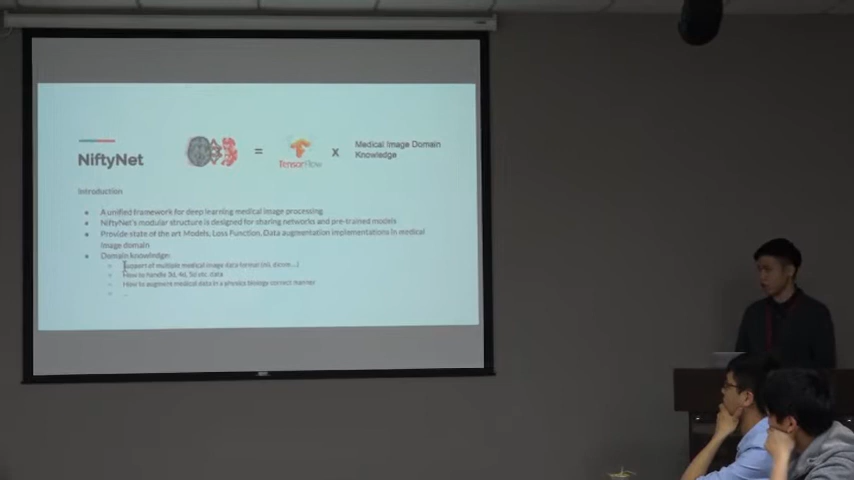 NiftyNet
=
TensorFlow
x
Medical Image Domain
Knowledge
Introduction
A unified framework for deep learning medical image processing
NiftyNet's modular structure is designed for sharing networks and pre-trained models
Provide state of the art Models, Loss Function, Data augmentation implementations in medical
image domain
Domain knowledge:
Support of multiple medical image data format (nii, dicom...)
How to handle 3d, 4d, 5d etc. data
How to augment medical data in a physics biology correct manner
...